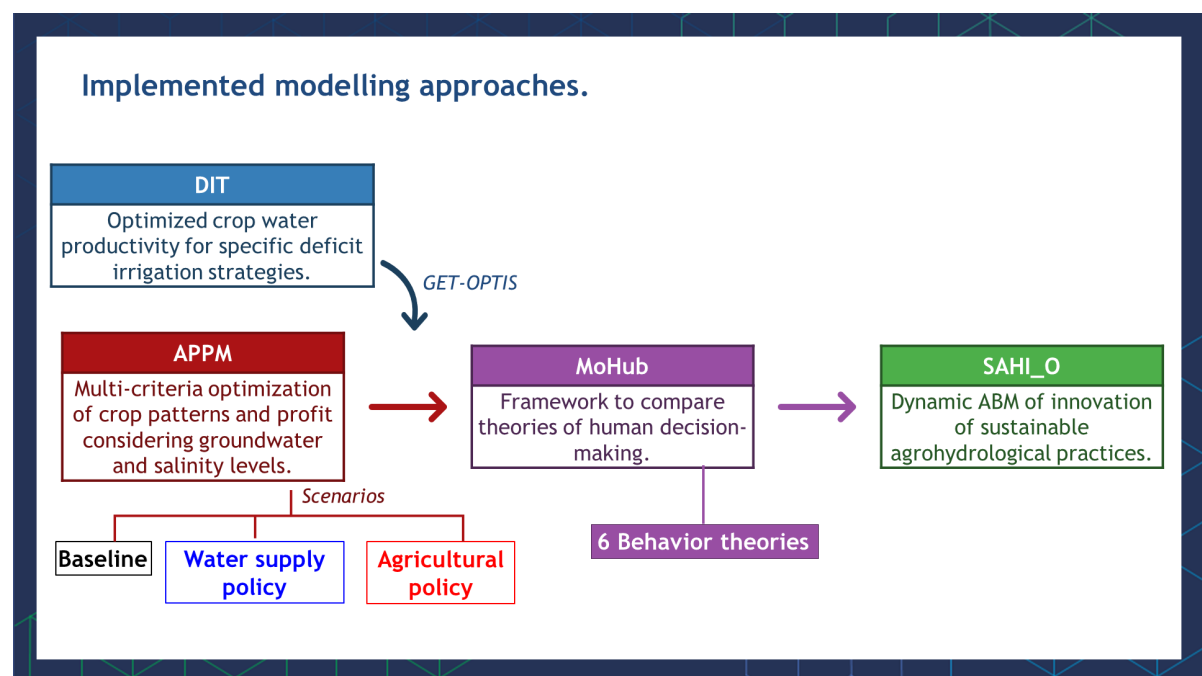 Implemented modelling approaches.
DIT
Optimized crop water
productivity for specific deficit
irrigation strategies.
GET-OPTIS
APPM
Multi-criteria optimization
of crop patterns and profit
considering groundwater
and salinity levels.
MoHub
Framework to compare
theories of human decision-
making.
SAHI_O
Dynamic ABM of innovation
of sustainable
agrohydrological practices.
Scenarios
Baseline
Water supply
policy
Agricultural
policy
6 Behavior theories